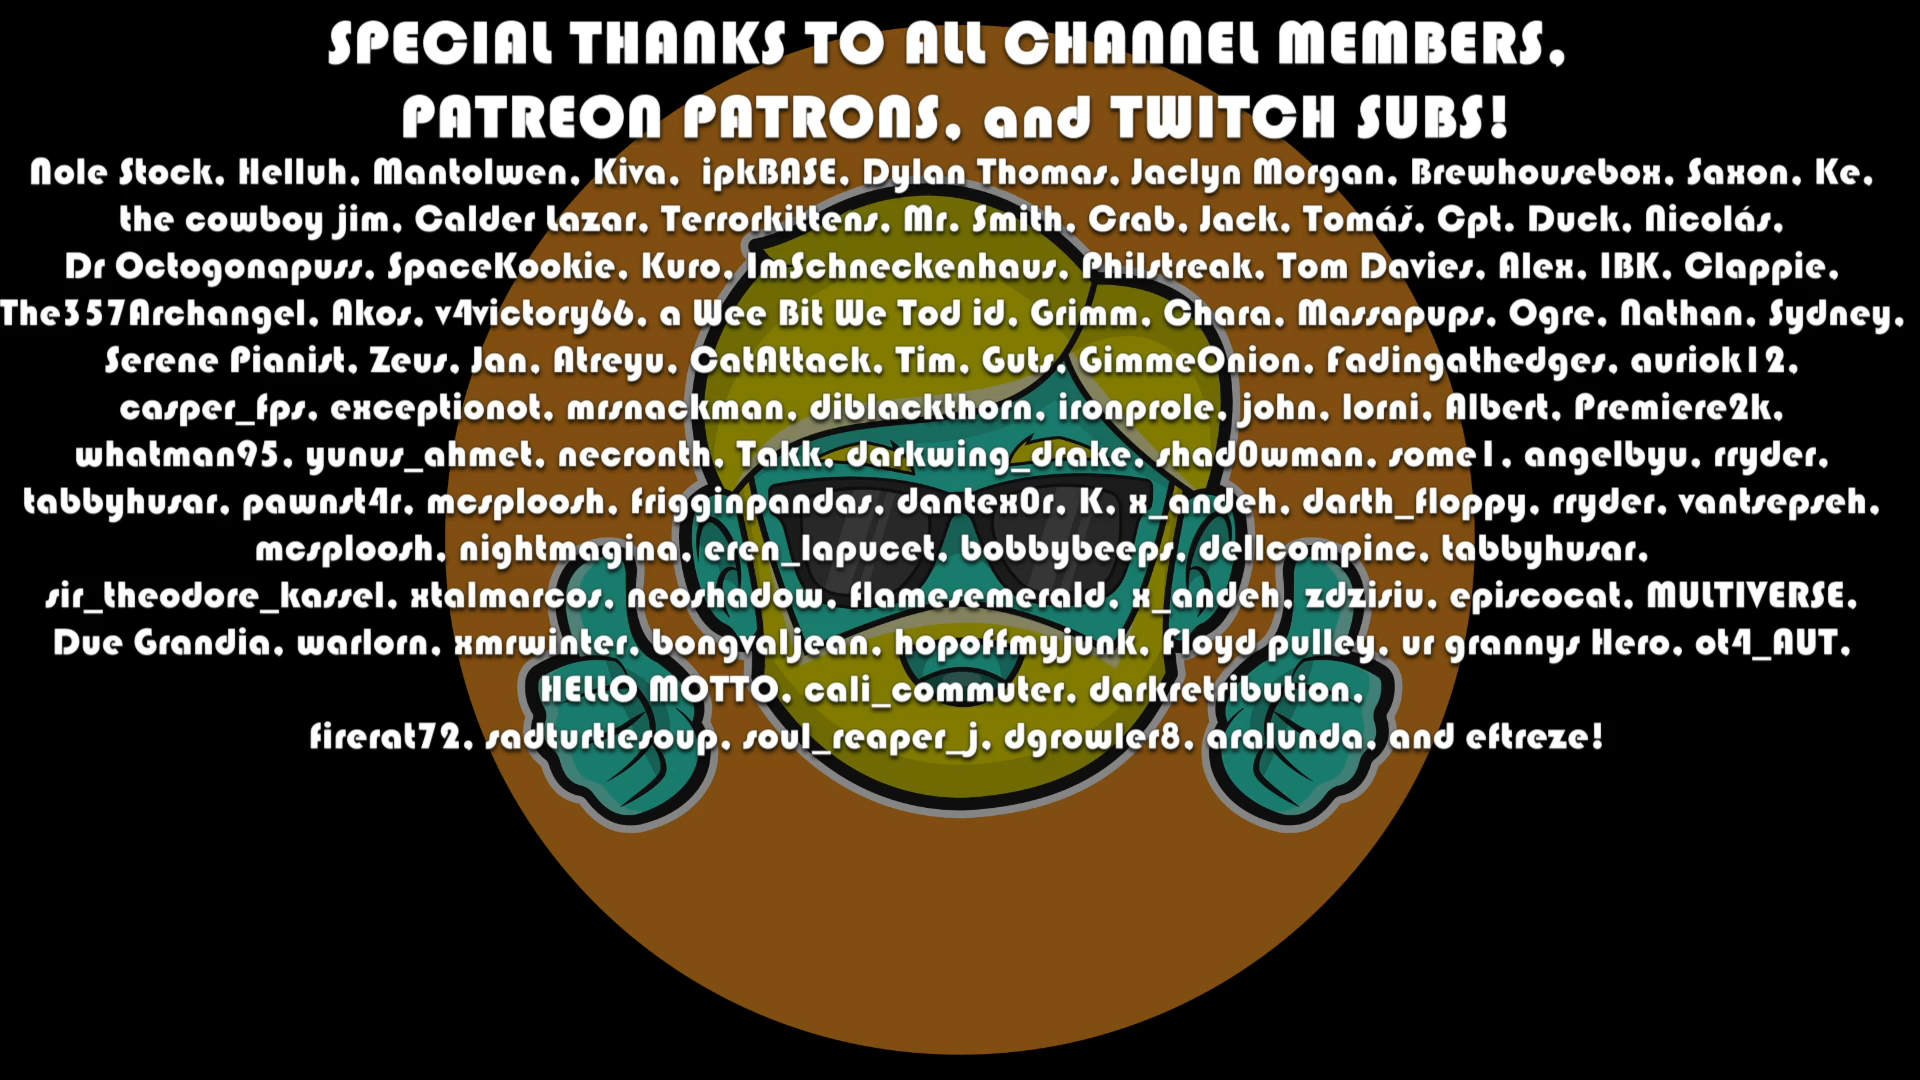 SPECIAL THANKS TO ALL CHANNEL MEMBERS,
PATREON PATRONS, and TWITCH SUBS!
Nole Stock, Helluh, Mantolwen, Kiva,  ipkBASE, Dylan Thomas, Jaclyn Morgan, Brewhousebox, Saxon, Ke,
the cowboy jim, Calder Lazar, Terrorkittens, Mr. Smith, Crab, Jack, Tomáš, Cpt. Duck, Nicolás,
Dr Octogonapuss, SpaceKookie, Kuro, ImSchneckenhaus, Philstreak, Tom Davies, Alex, IBK, Clappie,
The357Archangel, Akos, v4victory66, a Wee Bit We Tod id, Grimm, Chara, Massapups, Ogre, Nathan, Sydney,
Serene Pianist, Zeus, Jan, Atreyu, CatAttack, Tim, Guts, GimmeOnion, Fadingathedges, auriok12,
casper_fps, exceptionot, mrsnackman, diblackthorn, ironprole, john, lorni, Albert, Premiere2k,
whatman95, yunus_ahmet, necronth, Takk, darkwing_drake, shad0wman, some1, angelbyu, rryder,
tabbyhusar, pawnst4r, mcsploosh, frigginpandas, dantex0r, K, x_andeh, darth_floppy, rryder, vantsepseh,
mcsploosh, nightmagina, eren_lapucet, bobbybeeps, dellcompinc, tabbyhusar,
sir_theodore_kassel, xtalmarcos, neoshadow, flamesemerald, x_andeh, zdzisiu, episcocat, MULTIVERSE,
Due Grandia, warlorn, xmrwinter, bongvaljean, hopoffmyjunk, Floyd pulley, ur grannys Hero, ot4_AUT,
HELLO MOTTO, cali_commuter, darkretribution,
firerat72, sadturtlesoup, soul_reaper_j, dgrowler8, aralunda, and eftreze!